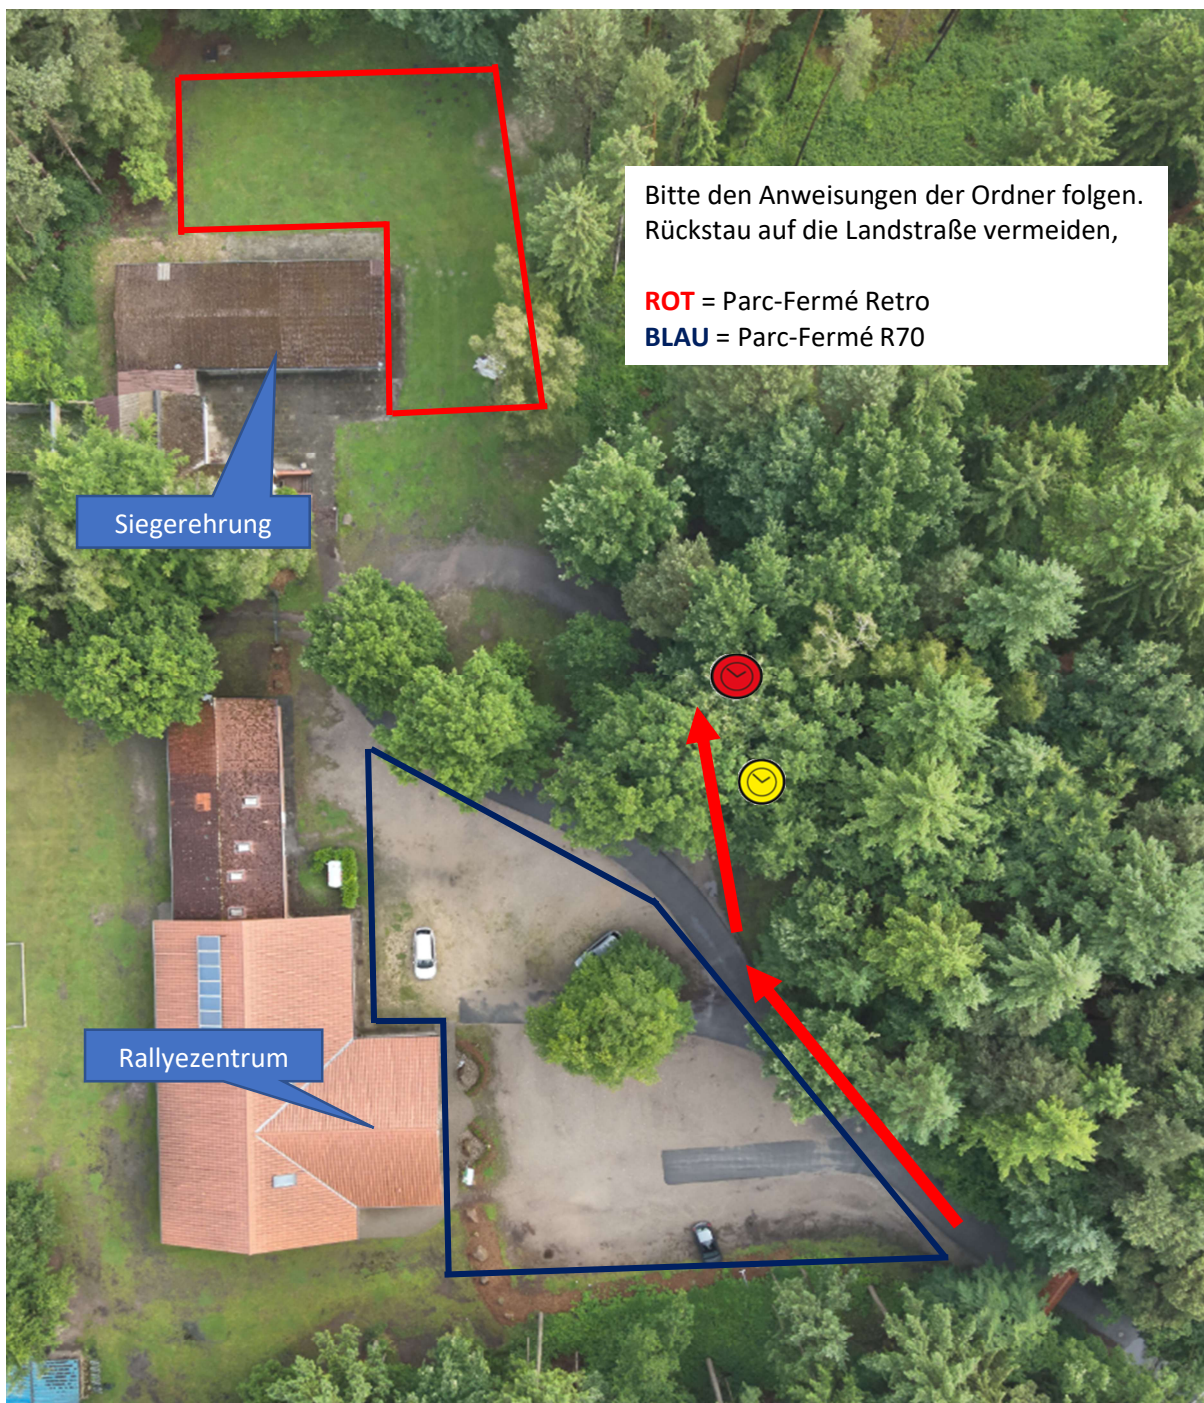 Bitte den Anweisungen der Ordner folgen.
Rückstau auf die Landstraße vermeiden,
ROT = Parc-Fermé Retro
BLAU = Parc-Fermé R70
Siegerehrung
Rallyezentrum